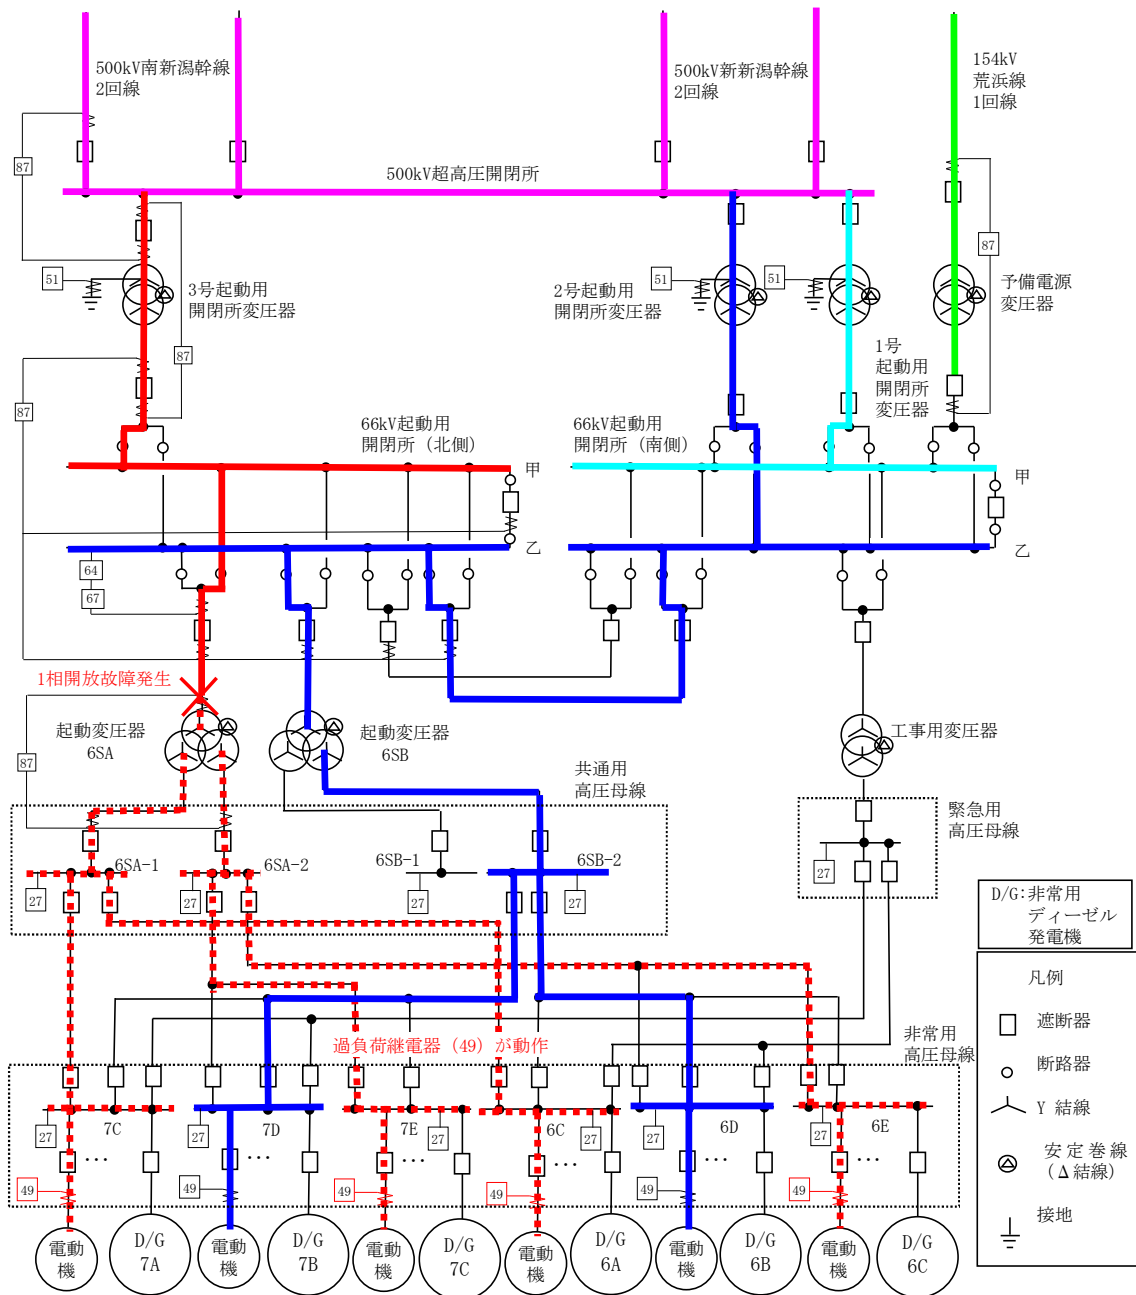 500kV南新潟幹線
2回線
500kV新新潟幹線
2回線
154kV
荒浜線
1回線
87
500kV超高圧開閉所
87
51
3号起動用
開閉所変圧器
51
2号起動用
開閉所変圧器
51
予備電源
変圧器
1号
起動用
開閉所
変圧器
87
87
66kV起動用
開閉所（北側）
66kV起動用
開閉所（南側）
甲
甲
乙
乙
64
67
1相開放故障発生
起動変圧器
6SA
起動変圧器
6SB
工事用変圧器
87
共通用
高圧母線
緊急用
高圧母線
6SA-1
6SA-2
6SB-1
6SB-2
27
27
27
27
27
D/G:非常用
ディーゼル
発電機
凡例
遮断器
断路器
Y 結線
安定巻線
(Δ結線)
接地
過負荷継電器（49）が動作
非常用
高圧母線
27
7C
27
7D
7E
27
6C
27
27
6D
27
6E
…
…
…
…
…
…
49
49
49
49
49
49
電動
機
D/G
7A
電動
機
D/G
7B
電動
機
D/G
7C
電動
機
D/G
6A
電動
機
D/G
6B
電動
機
D/G
6C